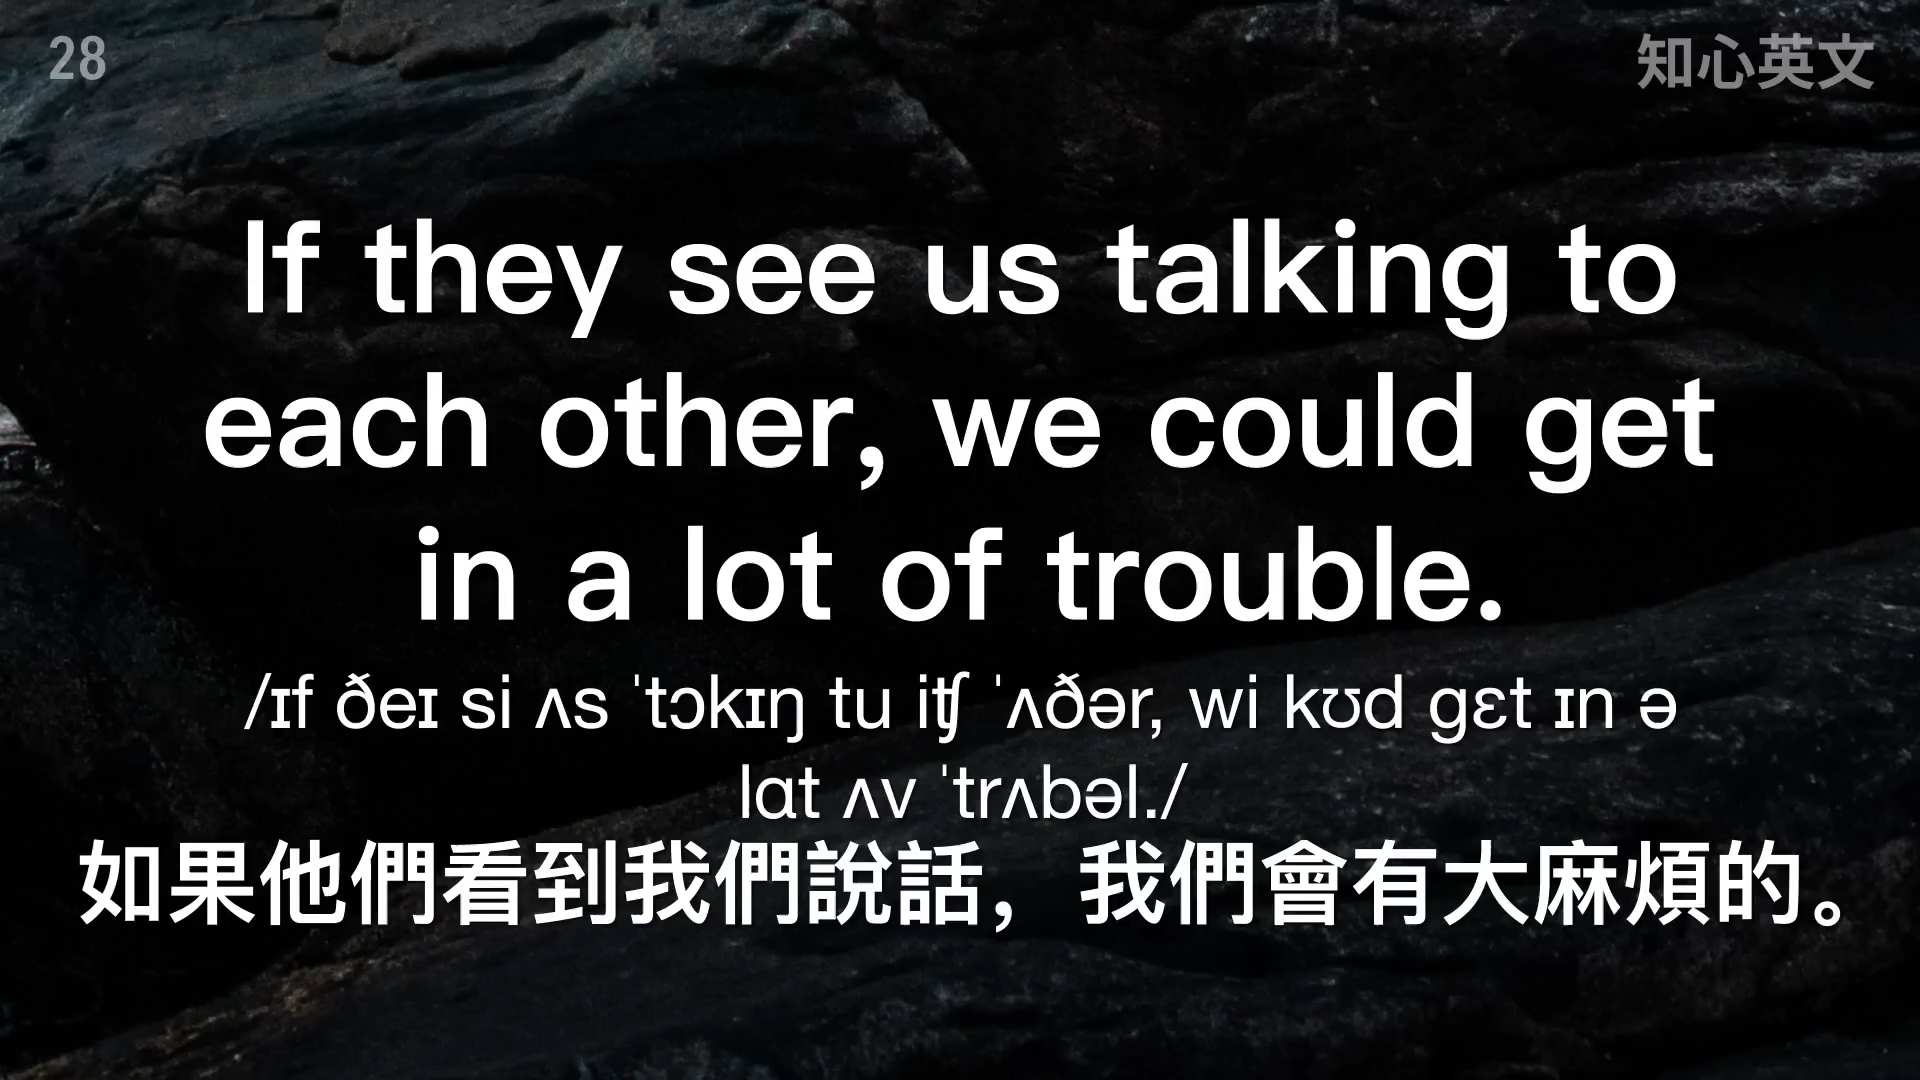 28
知心英文
If they see us talking to
each other, we could get
in a lot of trouble.
/ɪf ðeɪ si ʌs ˈtɔkɪŋ tu iʧ ˈʌðər, wi kʊd gɛt ɪn ə
lɑt ʌv ˈtrʌbəl./
如果他們看到我們說話，我們會有大麻煩的。